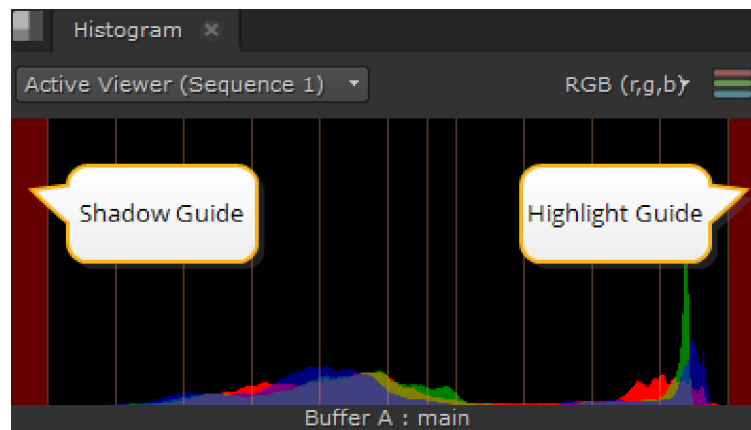 Histogram
Active Viewer (Sequence 1)
RGB (r,g,b)
Shadow Guide
Highlight Guide
Buffer A : main